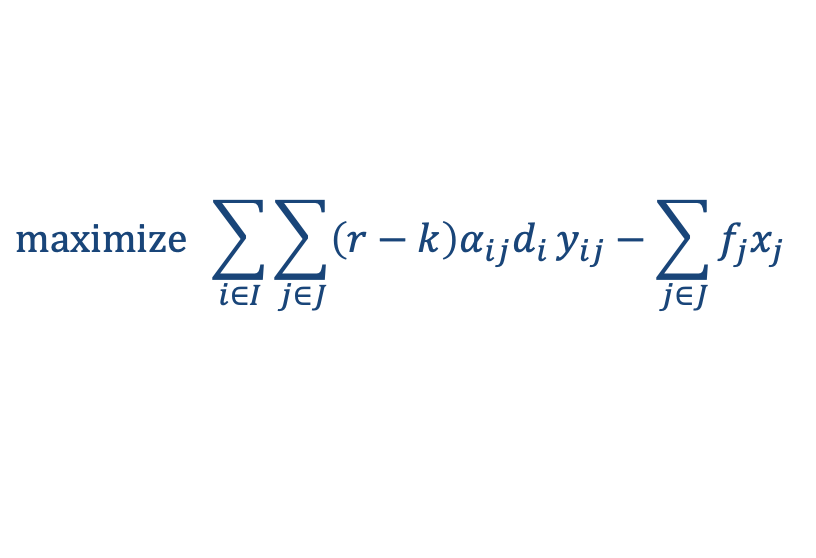 maximize ∑_{i∈I} ∑_{j∈J} (r − k)α_{ij}d_i y_{ij} − ∑_{j∈J} f_j x_j